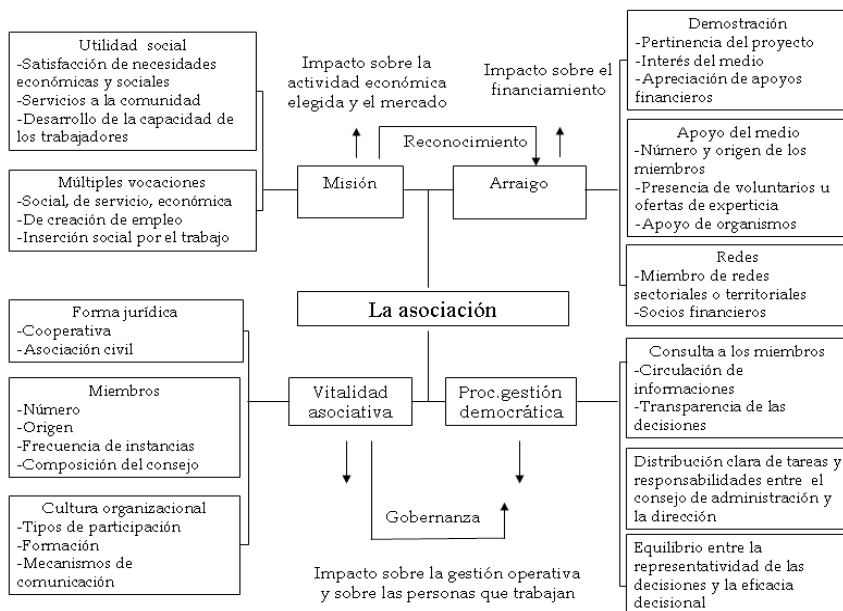 Utilidad social
-Satisfacción de necesidades
económicas y sociales
-Servicios a la comunidad
-Desarrollo de la capacidad de
los trabajadores
Múltiples vocaciones
-Social, de servicio, económica
-De creación de empleo
-Inserción social por el trabajo
Impacto sobre la
actividad económica
elegida y el mercado
Impacto sobre el
financiamiento
Reconocimiento
Misión
Arraigo
Demostración
-Pertinencia del proyecto
-Interés del medio
-Apreciación de apoyos
financieros
Apoyo del medio
-Número y origen de los
miembros
-Presencia de voluntarios u
ofertas de experticia
-Apoyo de organismos
Redes
-Miembro de redes
sectoriales o territoriales
-Socios financieros
La asociación
Forma jurídica
-Cooperativa
-Asociación civil
Miembros
-Número
-Origen
-Frecuencia de instancias
-Composición del consejo
Cultura organizacional
-Tipos de participación
-Formación
-Mecanismos de
comunicación
Vitalidad
asociativa
Proc.gestión
democrática
Gobernanza
Impacto sobre la gestión operativa
y sobre las personas que trabajan
Consulta a los miembros
-Circulación de
informaciones
-Transparencia de las
decisiones
Distribución clara de tareas y
responsabilidades entre el
consejo de administración y
la dirección
Equilibrio entre la
representatividad de las
decisiones y la eficacia
decisional